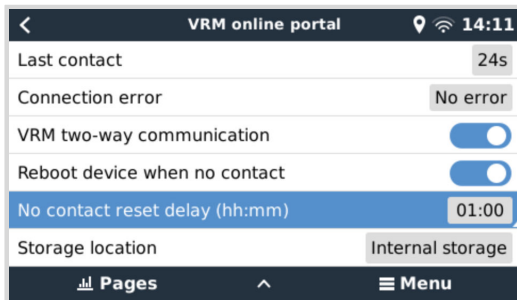 VRM online portal 14:11
Last contact 24s
Connection error No error
VRM two-way communication
Reboot device when no contact
No contact reset delay (hh:mm) 01:00
Storage location Internal storage
Pages Menu